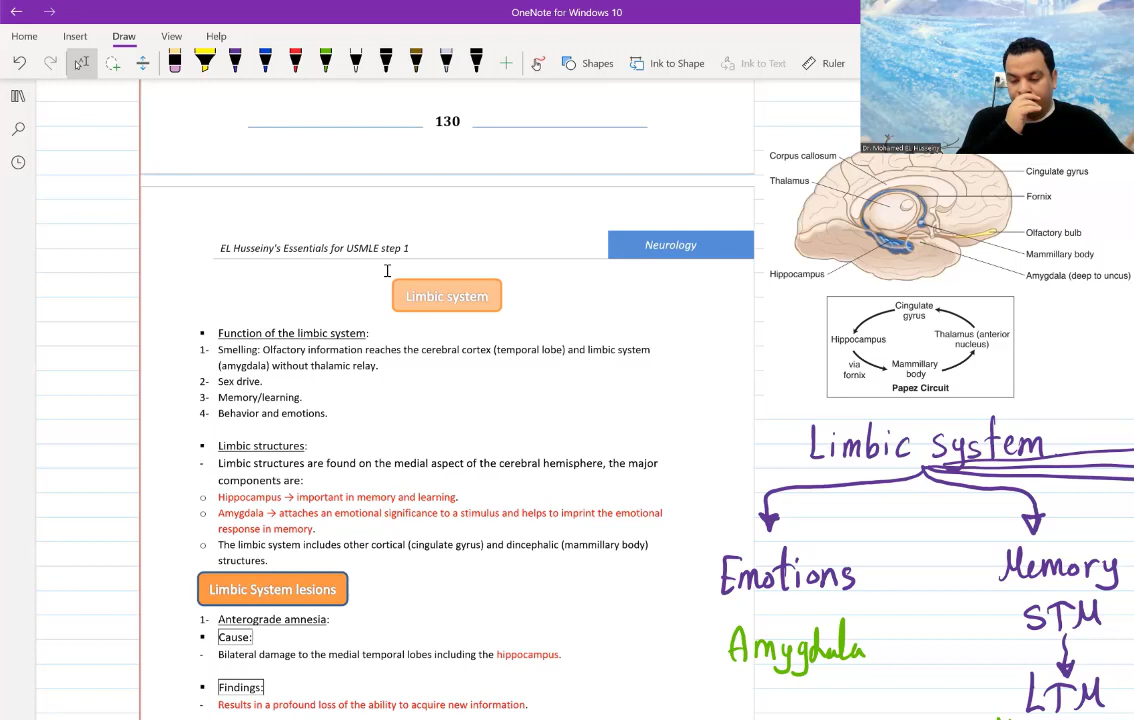 OneNote for Windows 10
Home Insert Draw View Help
Shapes Ink to Shape Ink to Text Ruler
Dr. Mohamed EL Husseiny
130
EL Husseiny's Essentials for USMLE step 1
Neurology
Limbic system
▪ Function of the limbic system:
1- Smelling: Olfactory information reaches the cerebral cortex (temporal lobe) and limbic system
(amygdala) without thalamic relay.
2- Sex drive.
3- Memory/learning.
4- Behavior and emotions.
▪ Limbic structures:
- Limbic structures are found on the medial aspect of the cerebral hemisphere, the major
components are:
o Hippocampus → important in memory and learning.
o Amygdala → attaches an emotional significance to a stimulus and helps to imprint the emotional
response in memory.
o The limbic system includes other cortical (cingulate gyrus) and dincephalic (mammillary body)
structures.
Limbic System lesions
1- Anterograde amnesia:
▪ Cause:
- Bilateral damage to the medial temporal lobes including the hippocampus.
▪ Findings:
- Results in a profound loss of the ability to acquire new information.
Corpus callosum
Thalamus
Hippocampus
Cingulate gyrus
Fornix
Olfactory bulb
Mammillary body
Amygdala (deep to uncus)
Cingulate
gyrus
Hippocampus
Thalamus (anterior
nucleus)
via
fornix
Mammillary
body
Papez Circuit
Limbic system
Emotions
Amygdala
Memory
STM
LTM